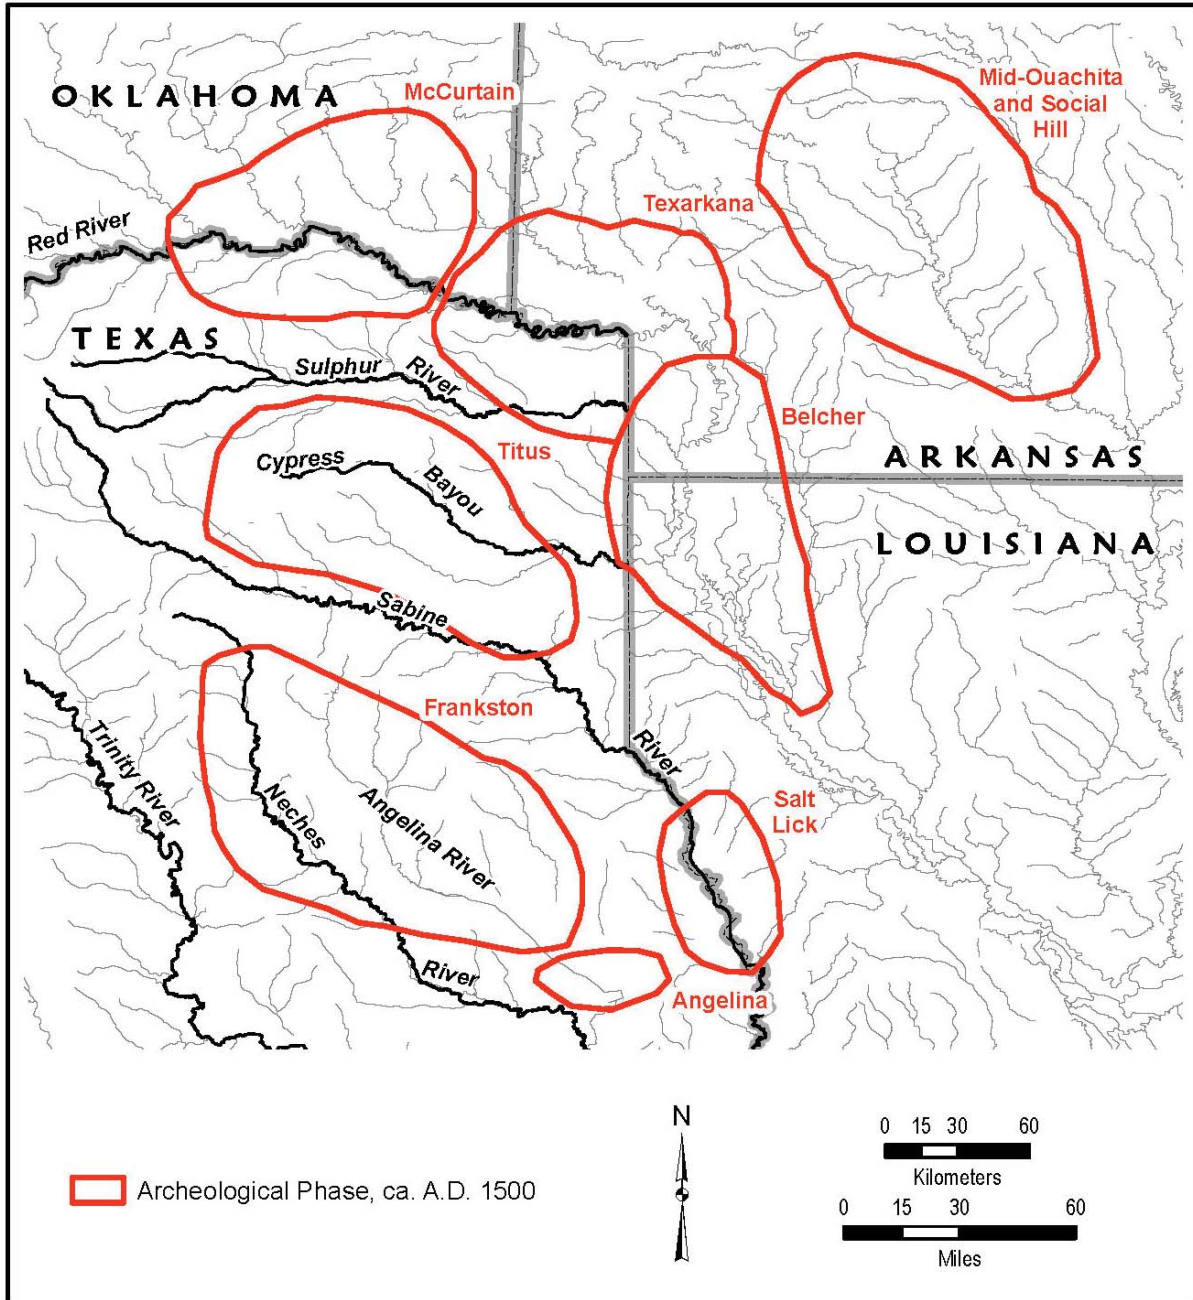 OKLAHOMA
McCurtain
Mid-Ouachita
and Social
Hill
Texarkana
Red River
TEXAS
Sulphur River
Belcher
Titus
Cypress Bayou
ARKANSAS
LOUISIANA
Sabine River
Frankston
Trinity River
Neches River
Angelina River
Salt
Lick
Angelina
N
0 15 30 60
Kilometers
0 15 30 60
Miles
Archeological Phase, ca. A.D. 1500